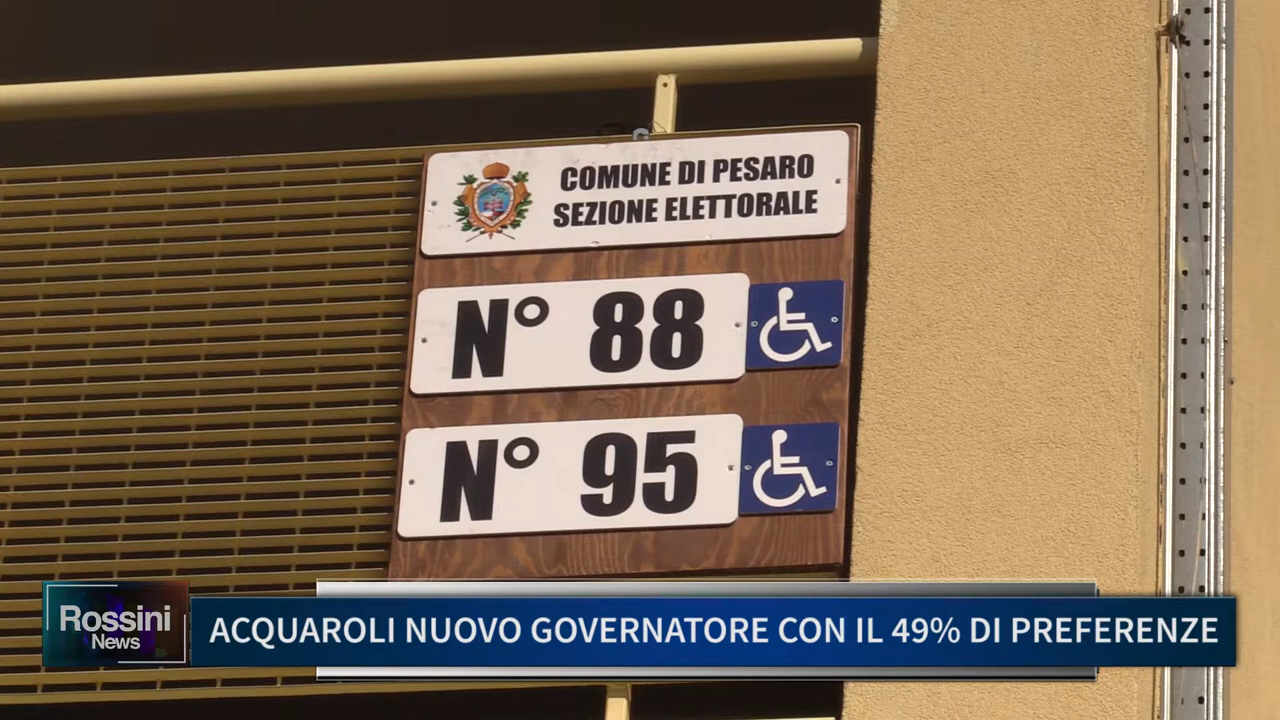 COMUNE DI PESARO
SEZIONE ELETTORALE
N° 88
N° 95
Rossini
News
ACQUAROLI NUOVO GOVERNATORE CON IL 49% DI PREFERENZE